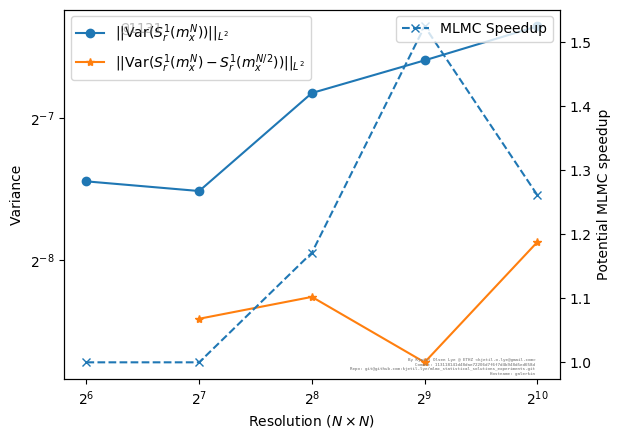 ||Var(S_r^1(m_x^N))||_{L^2}
||Var(S_r^1(m_x^N) − S_r^1(m_x^{N/2}))||_{L^2}
MLMC Speedup
2^{-7}
2^{-8}
Variance
1.5
1.4
1.3
1.2
1.1
1.0
Potential MLMC speedup
2^6 2^7 2^8 2^9 2^{10}
Resolution (N × N)